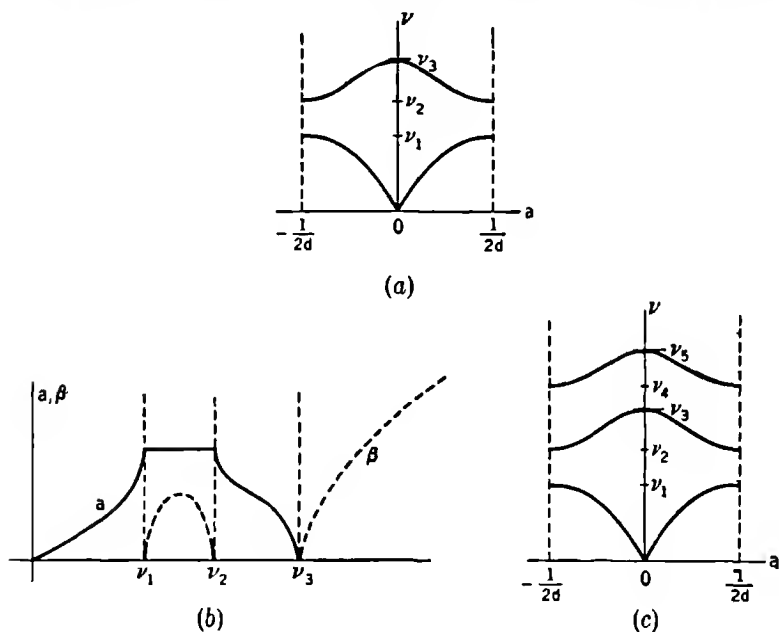 ν
ν₃
ν₂
ν₁
a
-1/2d
0
1/2d
(a)
a, β
a
β
ν₁ ν₂ ν₃
(b)
ν
ν₅
ν₄
ν₃
ν₂
ν₁
a
-1/2d
0
1/2d
(c)